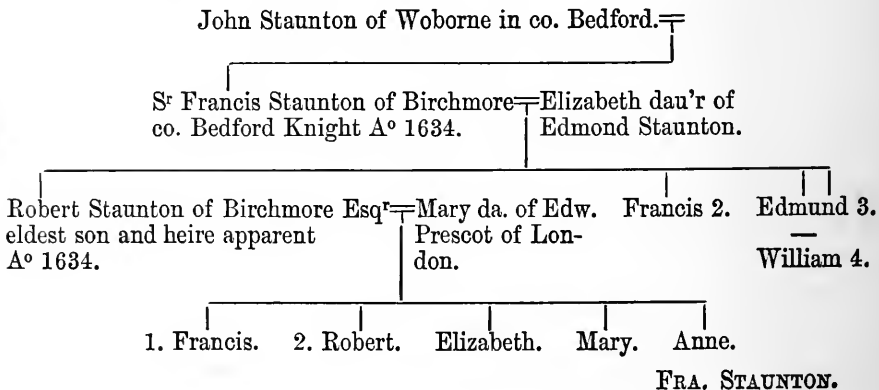 John Staunton of Woborne in co. Bedford.
Sr Francis Staunton of Birchmore
co. Bedford Knight Ao 1634.
Elizabeth dau'r of
Edmond Staunton.
Robert Staunton of Birchmore Esqr
eldest son and heire apparent
Ao 1634.
Mary da. of Edw.
Prescot of Lon-
don.
Francis 2.
Edmund 3.
William 4.
1. Francis.
2. Robert.
Elizabeth.
Mary.
Anne.
FRA. STAUNTON.